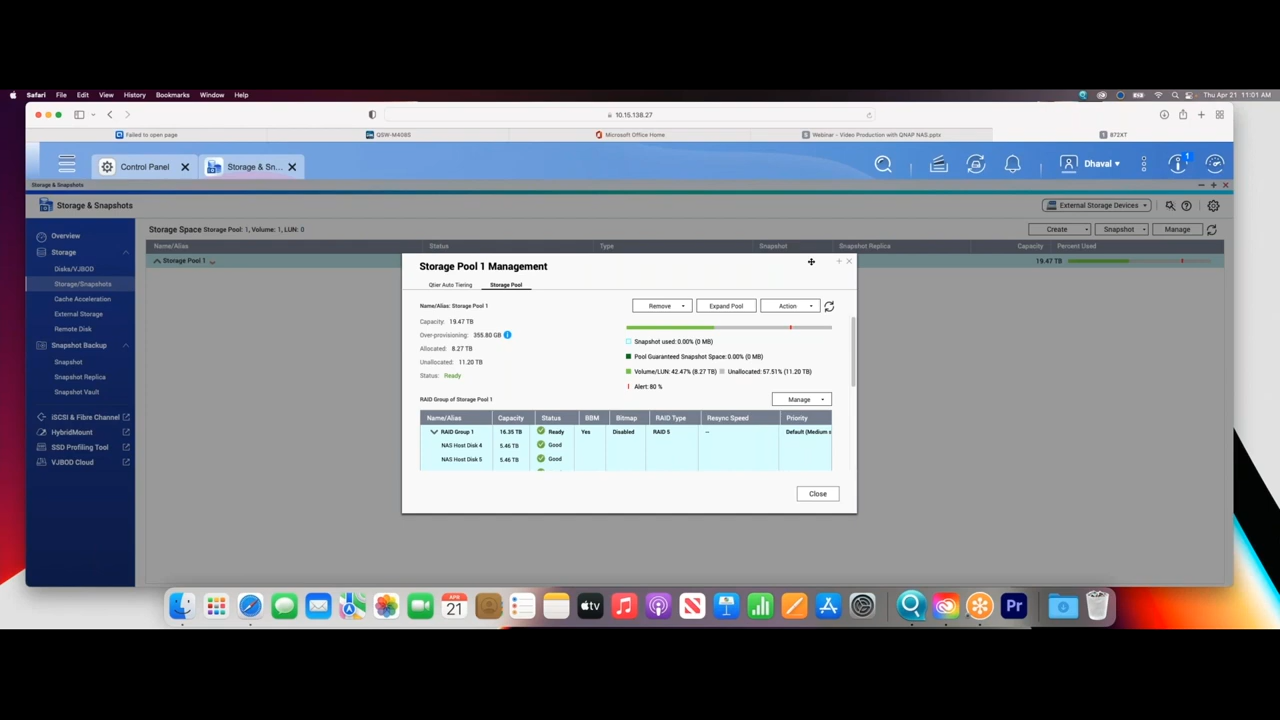 Safari File Edit View History Bookmarks Window Help Thu Apr 21 11:01 AM
10.15.138.27
Failed to open page QSW-M408S Microsoft Office Home Webinar - Video Production with QNAP NAS.pptx 872XT
Control Panel Storage & Sn... Dhaval 1
Storage & Snapshots
Storage & Snapshots External Storage Devices
Overview
Storage
Disks/VJBOD
Storage/Snapshots
Cache Acceleration
External Storage
Remote Disk
Snapshot Backup
Snapshot
Snapshot Replica
Snapshot Vault
iSCSI & Fibre Channel
HybridMount
SSD Profiling Tool
VJBOD Cloud
Storage Space Storage Pool: 1, Volume: 1, LUN: 0 Create Snapshot Manage
Name/Alias Status Type Snapshot Snapshot Replica Capacity Percent Used
Storage Pool 1 19.47 TB
Storage Pool 1 Management
Qtier Auto Tiering Storage Pool
Name/Alias: Storage Pool 1 Remove Expand Pool Action
Capacity: 19.47 TB
Over-provisioning: 355.80 GB
Allocated: 8.27 TB
Unallocated: 11.20 TB
Status: Ready
Snapshot used: 0.00% (0 MB)
Pool Guaranteed Snapshot Space: 0.00% (0 MB)
Volume/LUN: 42.47% (8.27 TB) Unallocated: 57.51% (11.20 TB)
Alert: 80 %
RAID Group of Storage Pool 1 Manage
Name/Alias Capacity Status BBM Bitmap RAID Type Resync Speed Priority
RAID Group 1 16.35 TB Ready Yes Disabled RAID 5 -- Default (Medium s
NAS Host Disk 4 5.46 TB Good
NAS Host Disk 5 5.46 TB Good
Close
APR
21
tv
Pr